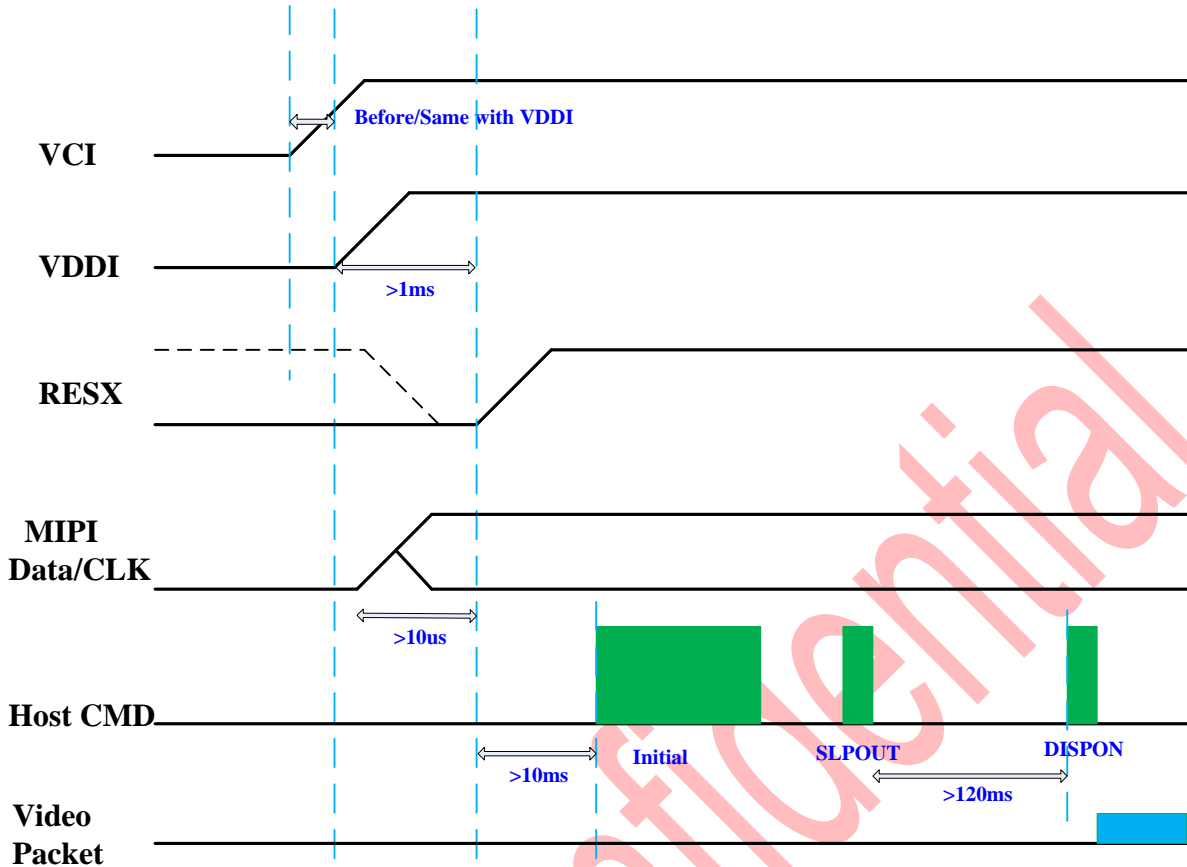 Before/Same with VDDI
VCI
VDDI
>1ms
RESX
MIPI
Data/CLK
>10us
Host CMD
Initial
SLPOUT
DISPON
>10ms
>120ms
Video
Packet
nfidential